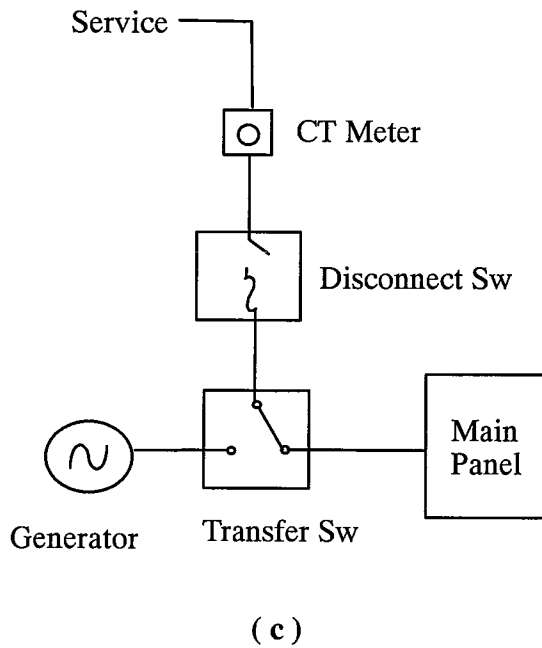 Service
CT Meter
Disconnect Sw
Main
Panel
Generator
Transfer Sw
( c )